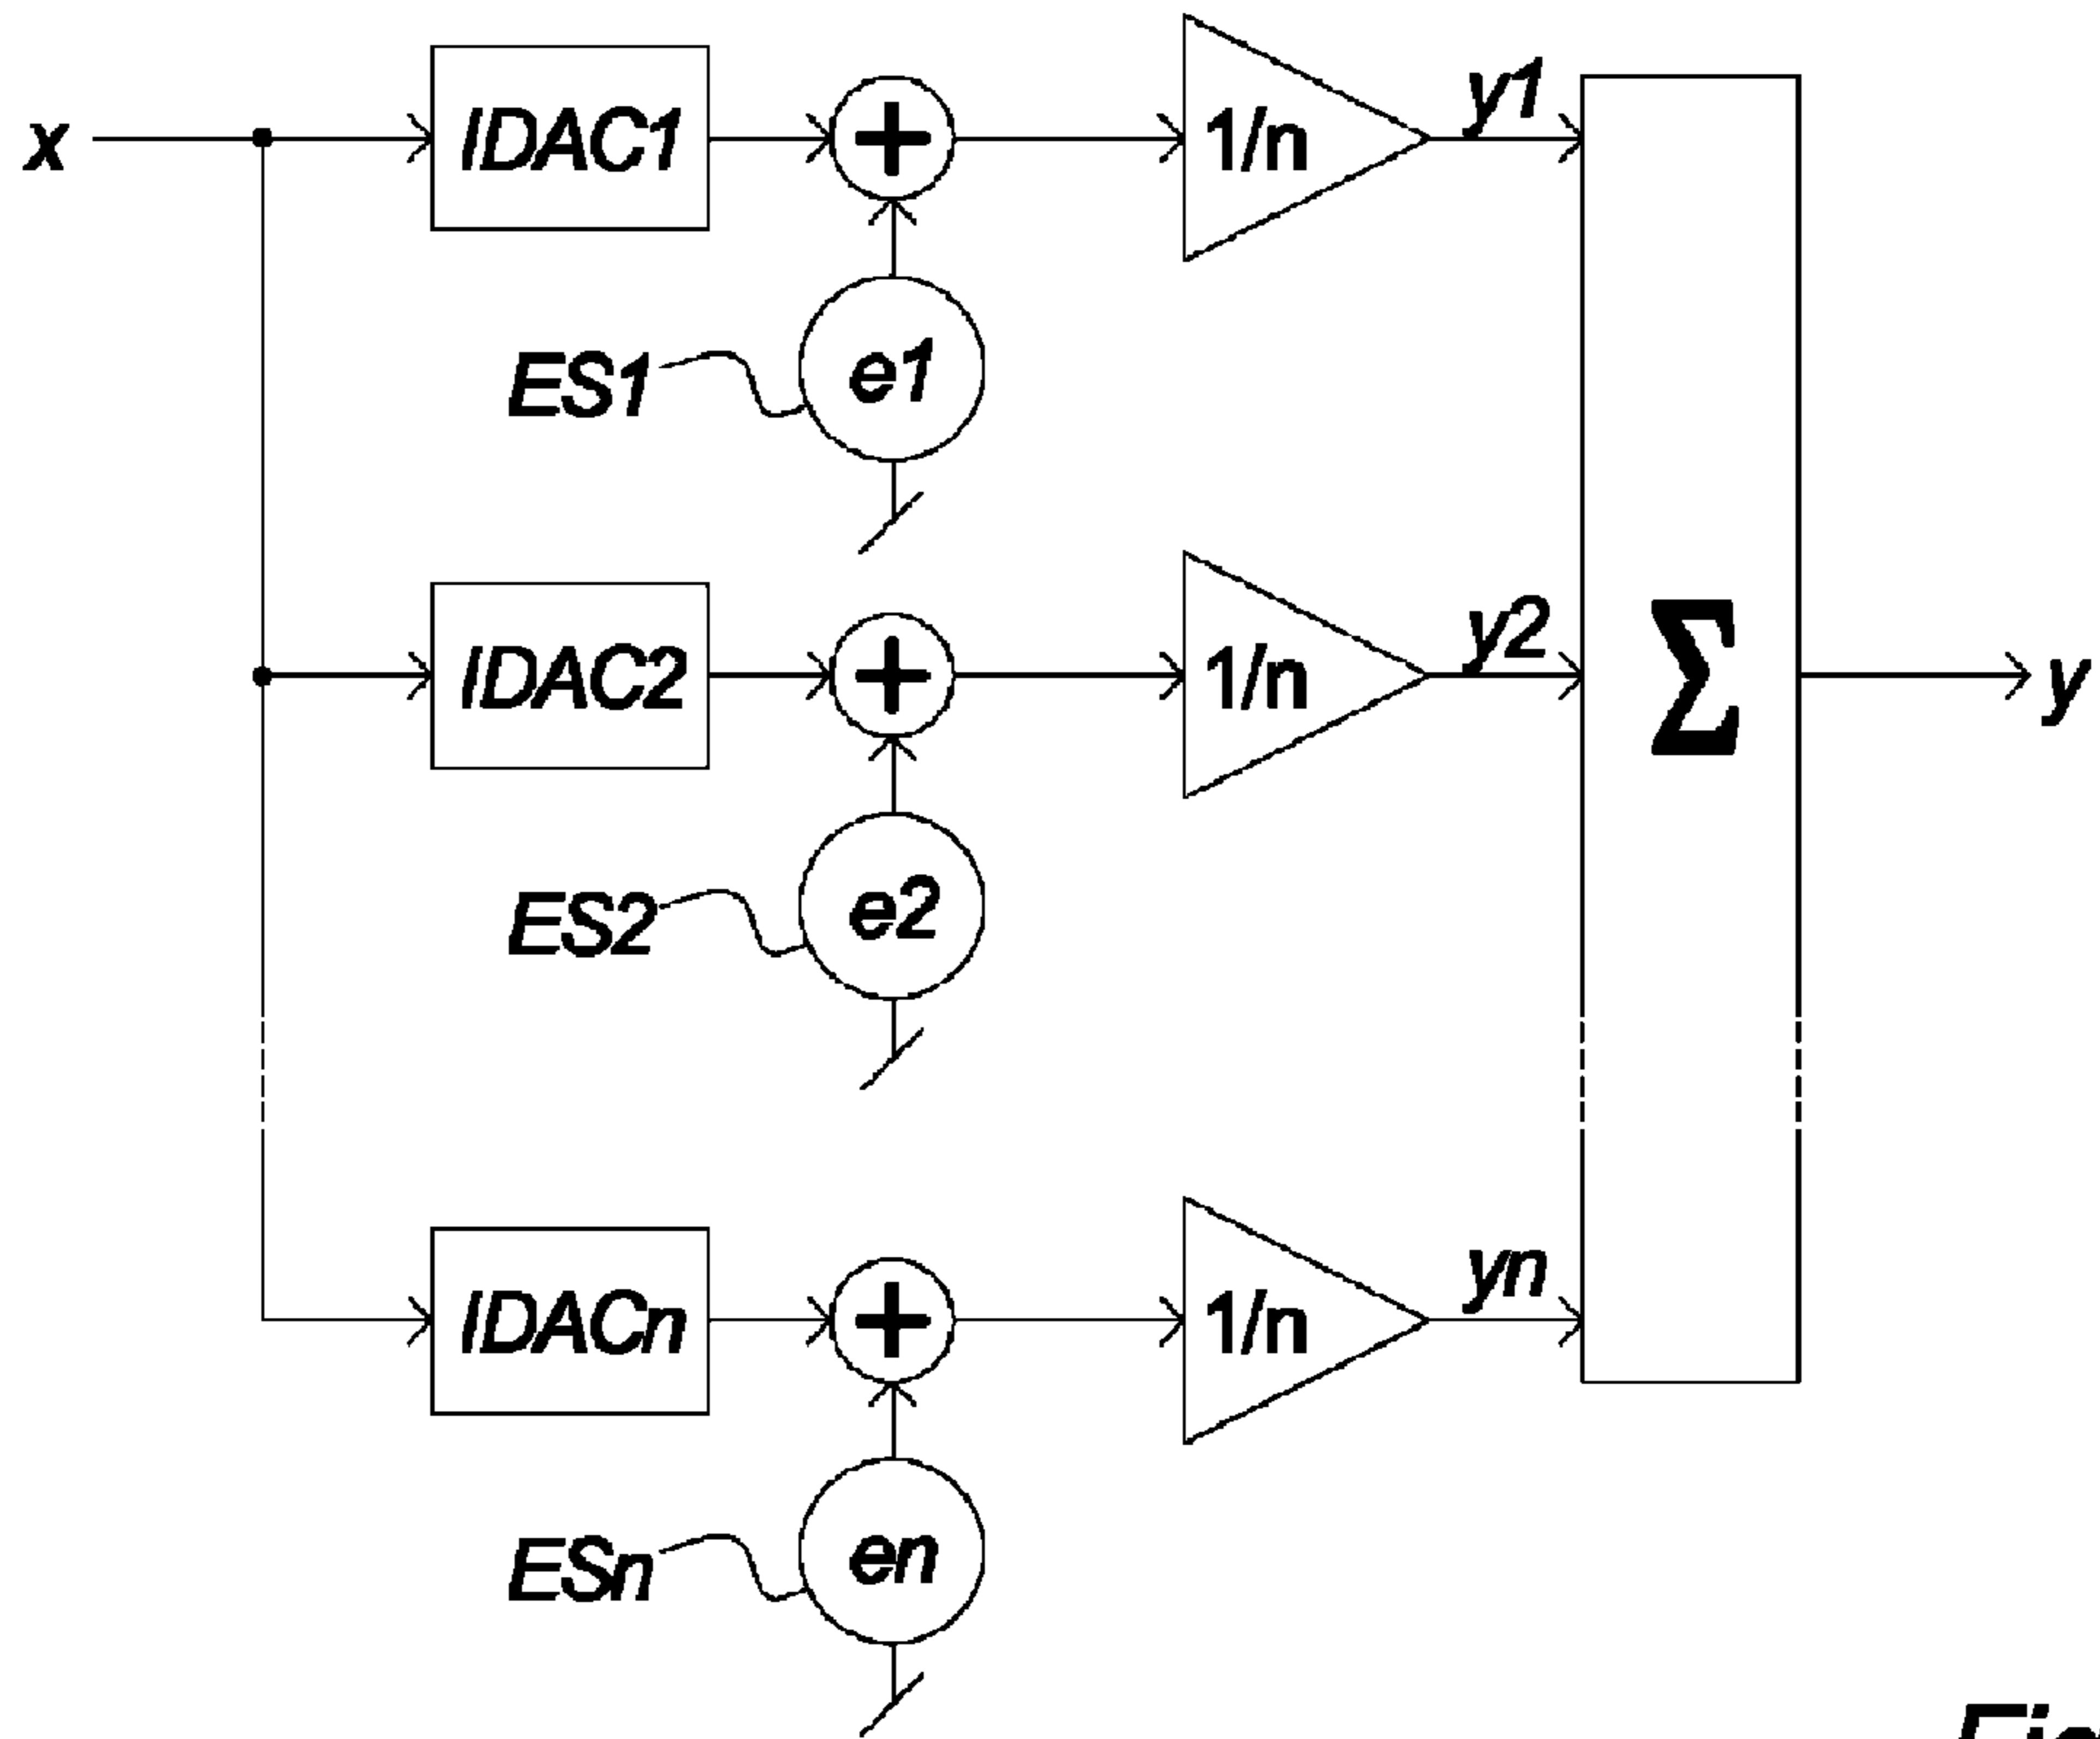 x
IDAC1
+
1/n
y1
ES1
e1
IDAC2
+
1/n
y2
Σ
y
ES2
e2
IDACn
+
1/n
yn
ESn
en